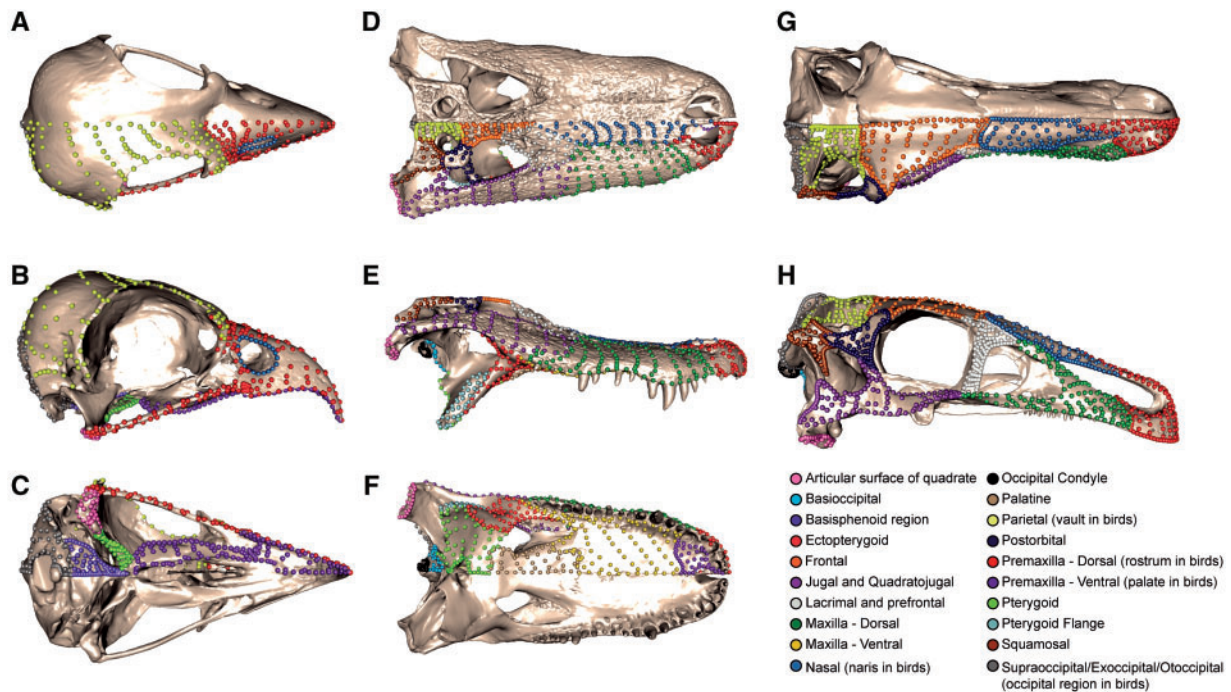 A
D
G
B
E
H
C
F
Articular surface of quadrate
Basioccipital
Basisphenoid region
Ectopterygoid
Frontal
Jugal and Quadratojugal
Lacrimal and prefrontal
Maxilla - Dorsal
Maxilla - Ventral
Nasal (naris in birds)
Occipital Condyle
Palatine
Parietal (vault in birds)
Postorbital
Premaxilla - Dorsal (rostrum in birds)
Premaxilla - Ventral (palate in birds)
Pterygoid
Pterygoid Flange
Squamosal
Supraoccipital/Exoccipital/Otoccipital
(occipital region in birds)